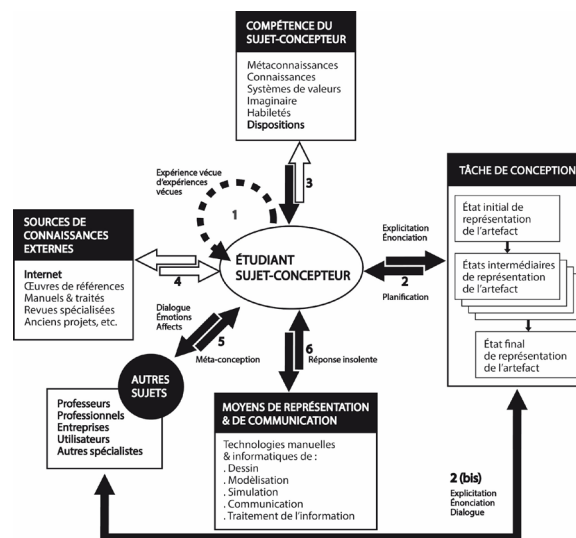 COMPÉTENCE DU
SUJET-CONCEPTEUR
Métaconnaissances
Connaissances
Systèmes de valeurs
Imaginaire
Habiletés
Dispositions
Expérience vécue
d'expériences
vécues
1
3
SOURCES DE
CONNAISSANCES
EXTERNES
Internet
Œuvres de références
Manuels & traités
Revues spécialisées
Anciens projets, etc.
4
ÉTUDIANT
SUJET-CONCEPTEUR
Explicitation
Énonciation
2
Planification
TÂCHE DE CONCEPTION
État initial de
représentation
de l'artefact
États intermédiaires
de représentation
de l'artefact
État final
de représentation
de l'artefact
Dialogue
Émotions
Affects
5
Méta-conception
6
Réponse insolente
AUTRES
SUJETS
Professeurs
Professionnels
Entreprises
Utilisateurs
Autres spécialistes
MOYENS DE REPRÉSENTATION
& DE COMMUNICATION
Technologies manuelles
& informatiques de :
. Dessin
. Modèlisation
. Simulation
. Communication
. Traitement de l'information
2 (bis)
Explicitation
Énonciation
Dialogue